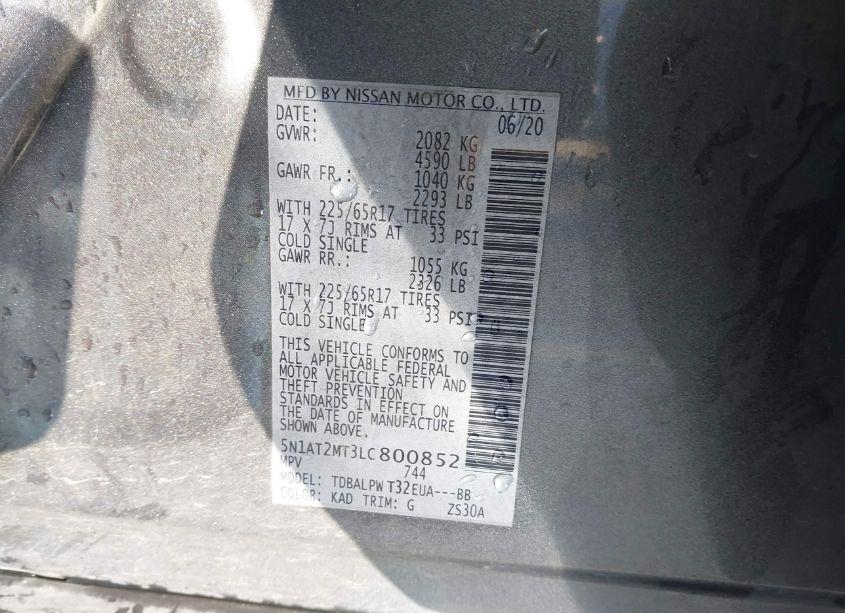 MFD BY NISSAN MOTOR CO., LTD.
DATE: 06/20
GVWR: 2082 KG
4590 LB
GAWR FR.: 1040 KG
2293 LB
WITH 225/65R17 TIRES
17 X 7J RIMS AT 33 PSI
COLD SINGLE
GAWR RR.: 1055 KG
2326 LB
WITH 225/65R17 TIRES
17 X 7J RIMS AT 33 PSI
COLD SINGLE
THIS VEHICLE CONFORMS TO
ALL APPLICABLE FEDERAL
MOTOR VEHICLE SAFETY AND
THEFT PREVENTION
STANDARDS IN EFFECT ON
THE DATE OF MANUFACTURE
SHOWN ABOVE.
5N1AT2MT3LC800852
MPV 744
MODEL: TDBALPW T32EUA---BB
COLOR: KAD TRIM: G ZS30A